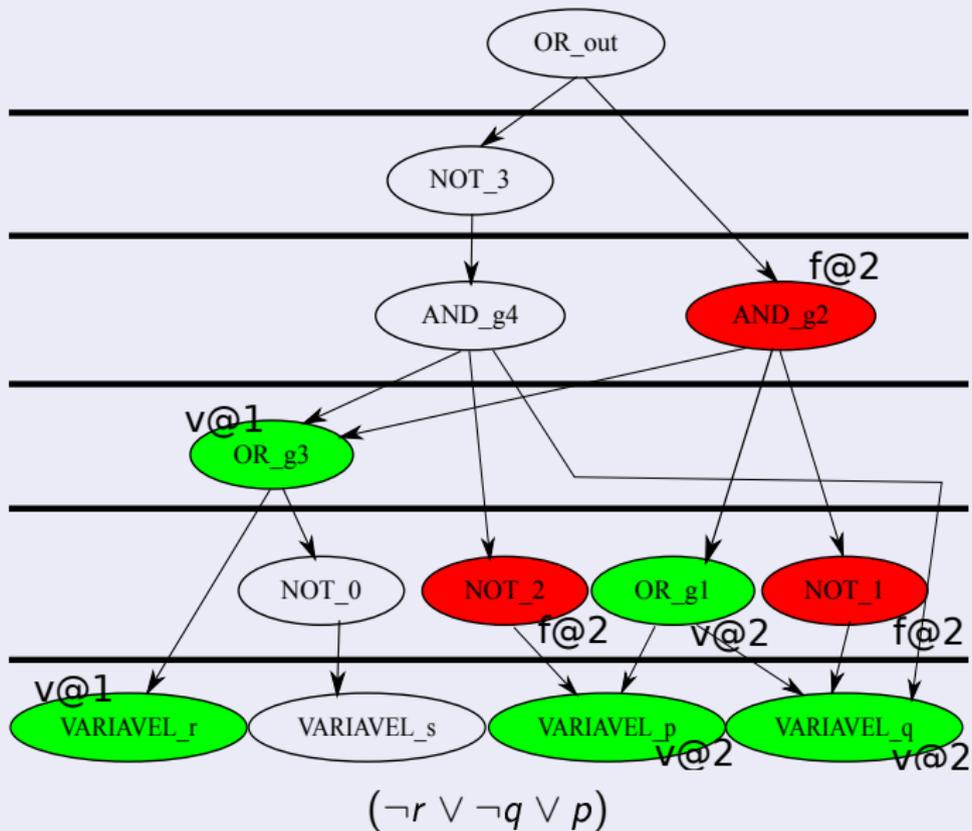 OR_out
NOT_3
f@2
AND_g4 AND_g2
v@1
OR_g3
NOT_0 NOT_2 OR_g1 NOT_1
f@2 v@2 f@2
v@1
VARIAVEL_r VARIAVEL_s VARIAVEL_p VARIAVEL_q
v@2 v@2
(¬r ∨ ¬q ∨ p)